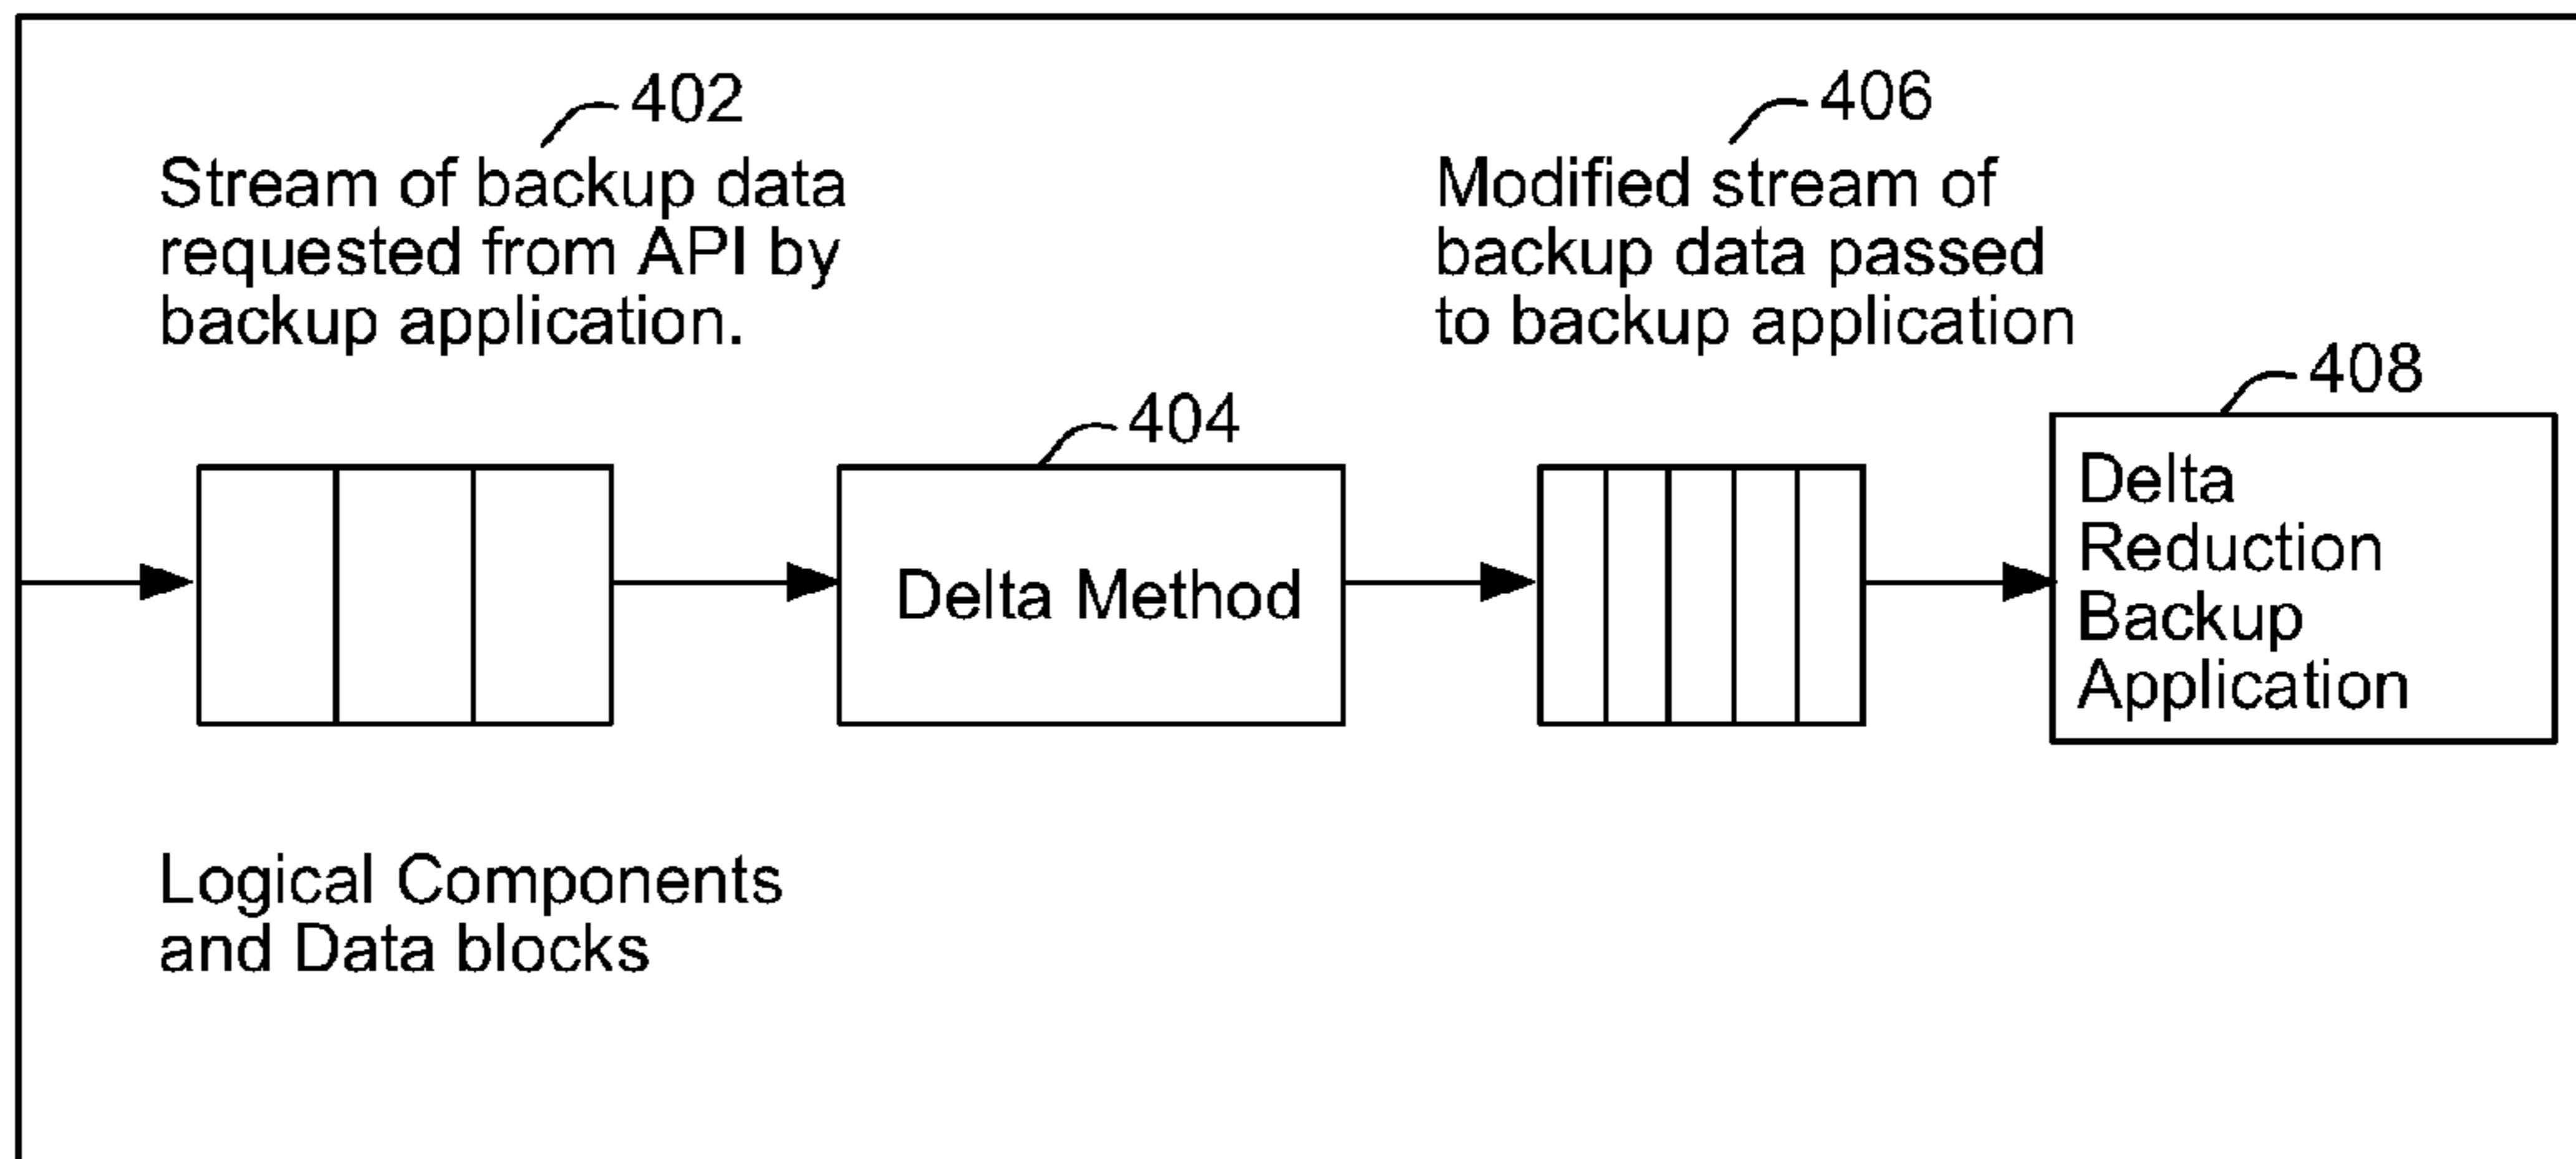 402
Stream of backup data
requested from API by
backup application.
406
Modified stream of
backup data passed
to backup application
404
Delta Method
408
Delta
Reduction
Backup
Application
Logical Components
and Data blocks